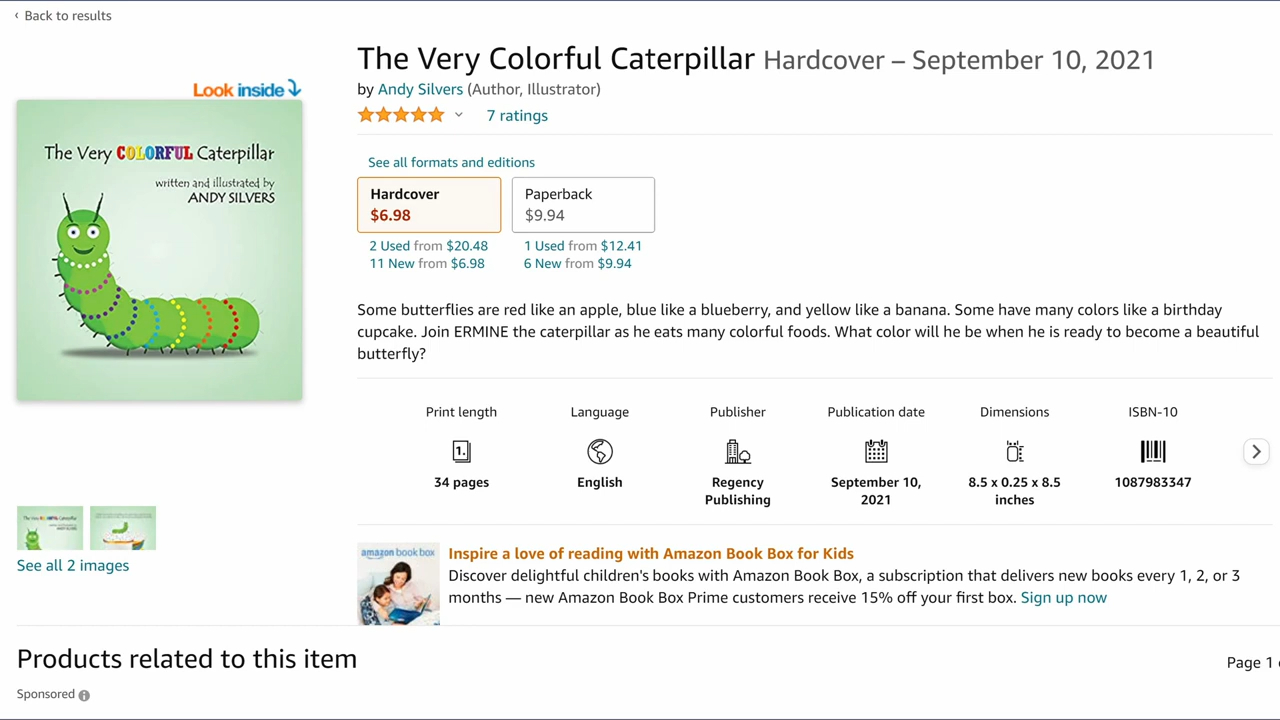 ‹ Back to results
Look inside
The Very COLORFUL Caterpillar
written and illustrated by
ANDY SILVERS
The Very Colorful Caterpillar Hardcover – September 10, 2021
by Andy Silvers (Author, Illustrator)
7 ratings
See all formats and editions
Hardcover
$6.98
2 Used from $20.48
11 New from $6.98
Paperback
$9.94
1 Used from $12.41
6 New from $9.94
Some butterflies are red like an apple, blue like a blueberry, and yellow like a banana. Some have many colors like a birthday
cupcake. Join ERMINE the caterpillar as he eats many colorful foods. What color will he be when he is ready to become a beautiful
butterfly?
Print length
1.
34 pages
Language
English
Publisher
Regency
Publishing
Publication date
September 10,
2021
Dimensions
8.5 x 0.25 x 8.5
inches
ISBN-10
1087983347
See all 2 images
amazon book box
Inspire a love of reading with Amazon Book Box for Kids
Discover delightful children's books with Amazon Book Box, a subscription that delivers new books every 1, 2, or 3
months — new Amazon Book Box Prime customers receive 15% off your first box. Sign up now
Products related to this item
Page 1
Sponsored